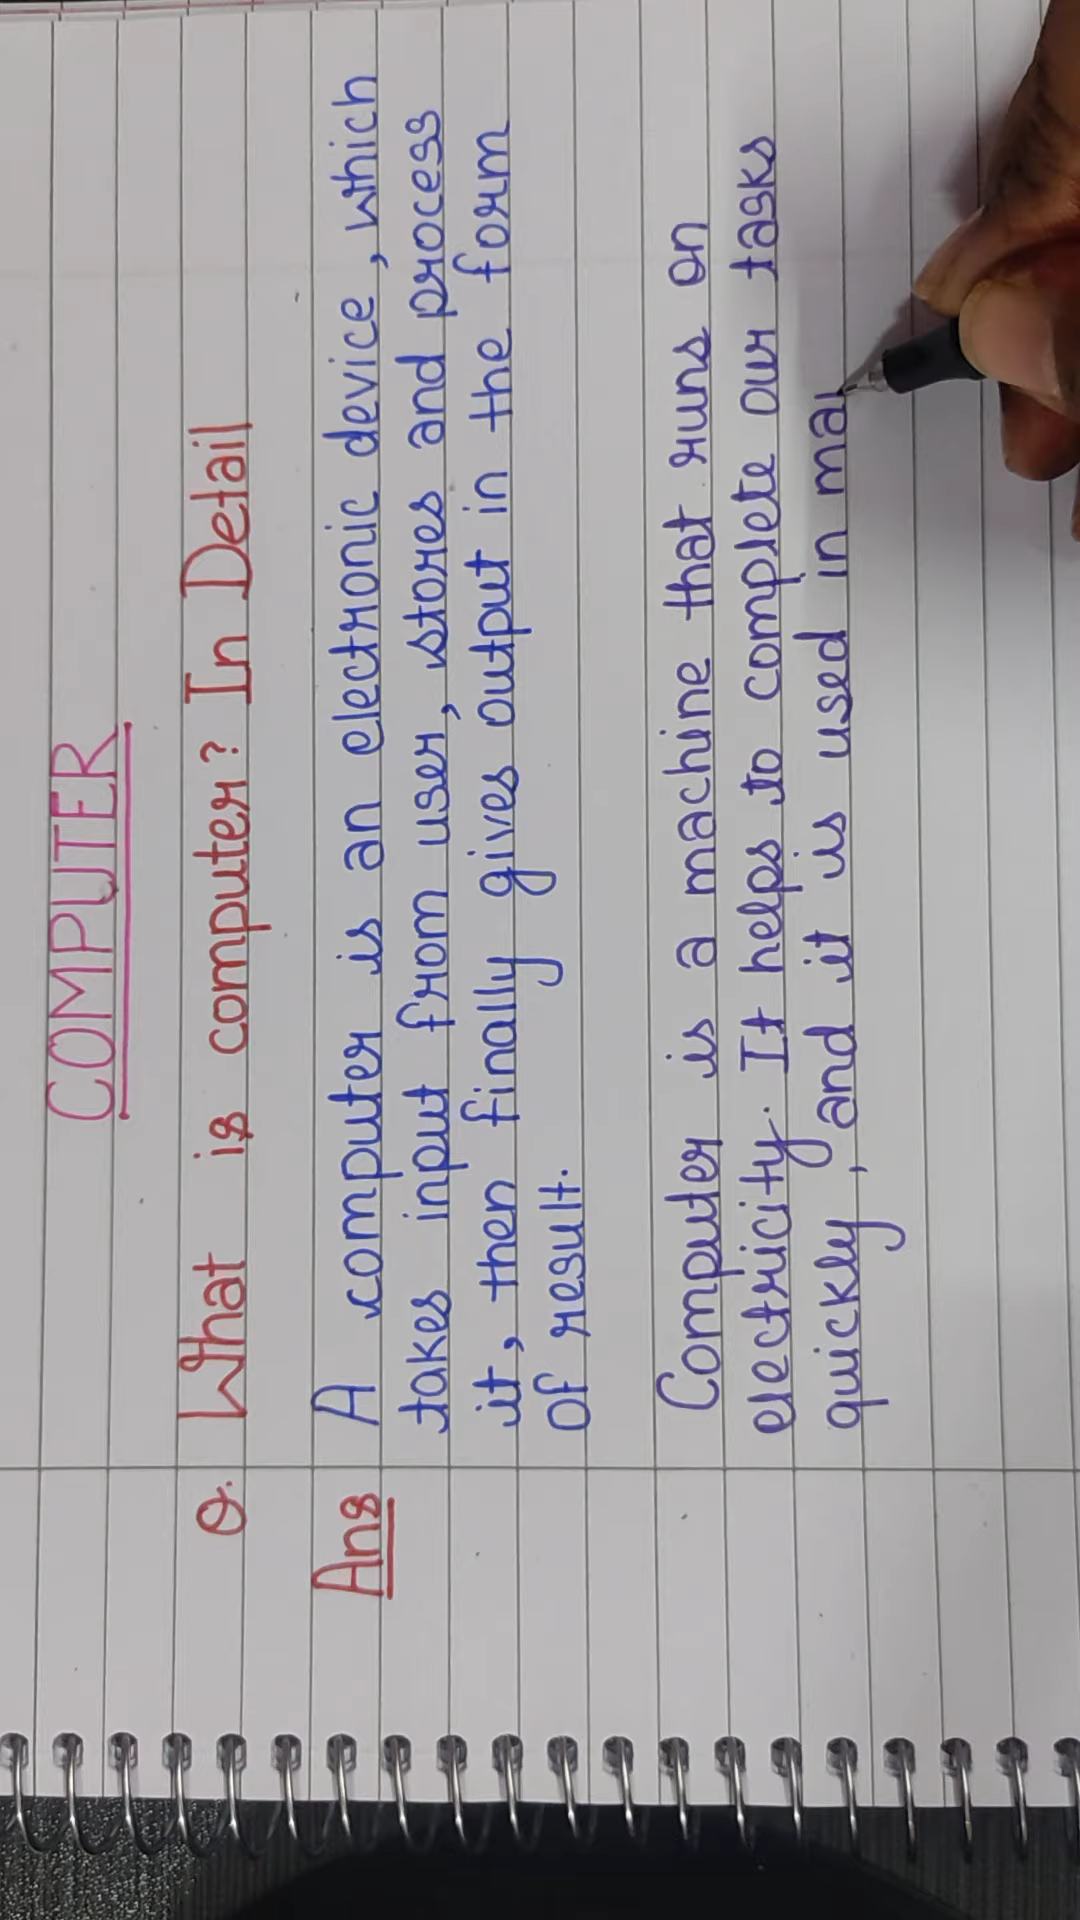 COMPUTER
Q. What is computer? In Detail
Ans A computer is an electronic device, which
takes input from user, stores and process
it, then finally gives output in the form
of result.
Computer is a machine that runs on
electricity. It helps to complete our tasks
quickly, and it is used in ma